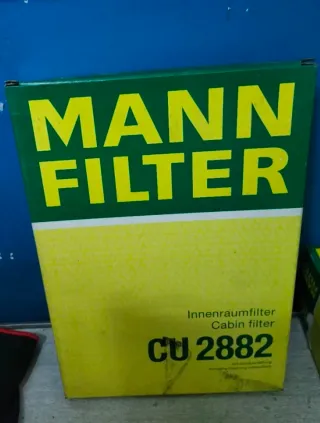 MANN
FILTER
Innenraumfilter
Cabin filter
CU 2882